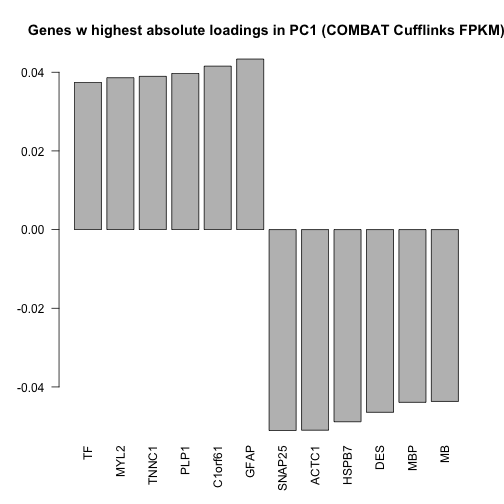 Genes w highest absolute loadings in PC1 (COMBAT Cufflinks FPKM)
0.04
0.02
0.00
-0.02
-0.04
TF
MYL2
TNNC1
PLP1
C1orf61
GFAP
SNAP25
ACTC1
HSPB7
DES
MBP
MB